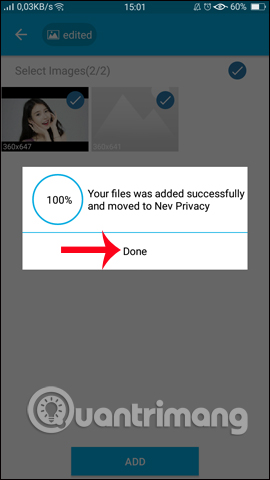 0,03KB/s 15:01 60%
edited
Select Images(2/2)
360x647 360x641
100%
Your files was added successfully
and moved to Nev Privacy
Done
Quantrimang
ADD